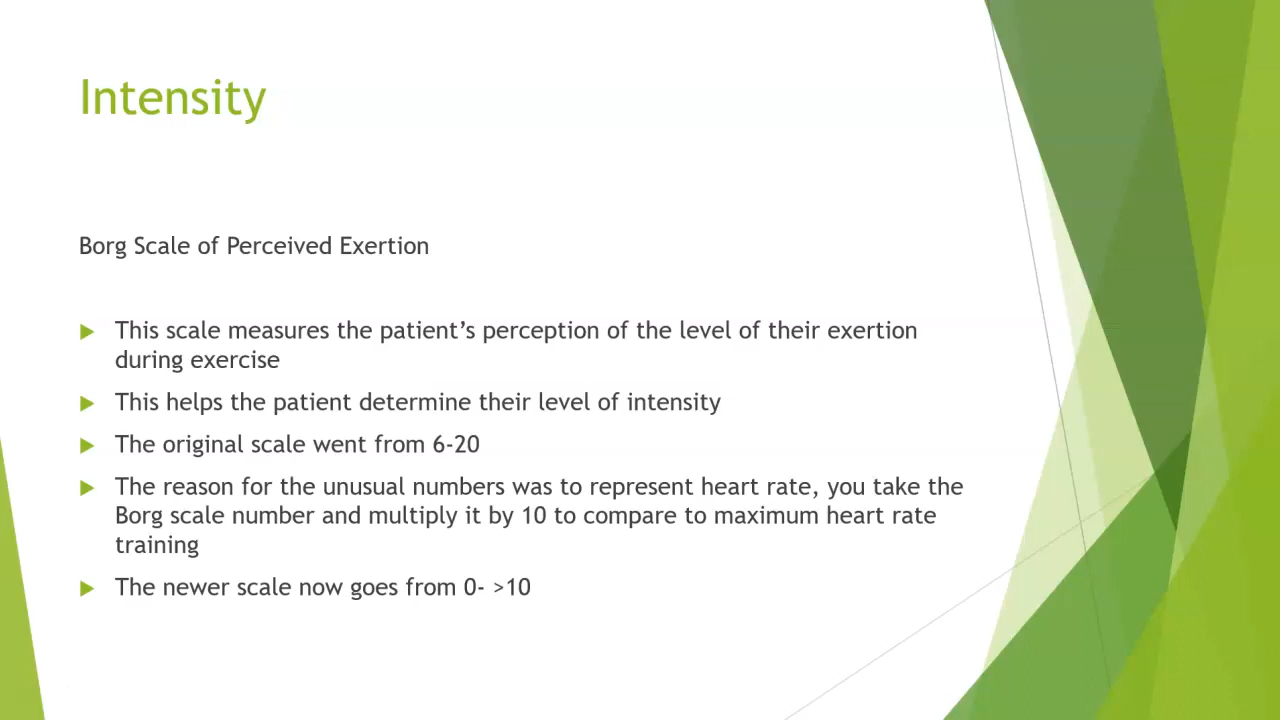 Intensity
Borg Scale of Perceived Exertion
This scale measures the patient's perception of the level of their exertion
during exercise
This helps the patient determine their level of intensity
The original scale went from 6-20
The reason for the unusual numbers was to represent heart rate, you take the
Borg scale number and multiply it by 10 to compare to maximum heart rate
training
The newer scale now goes from 0- >10